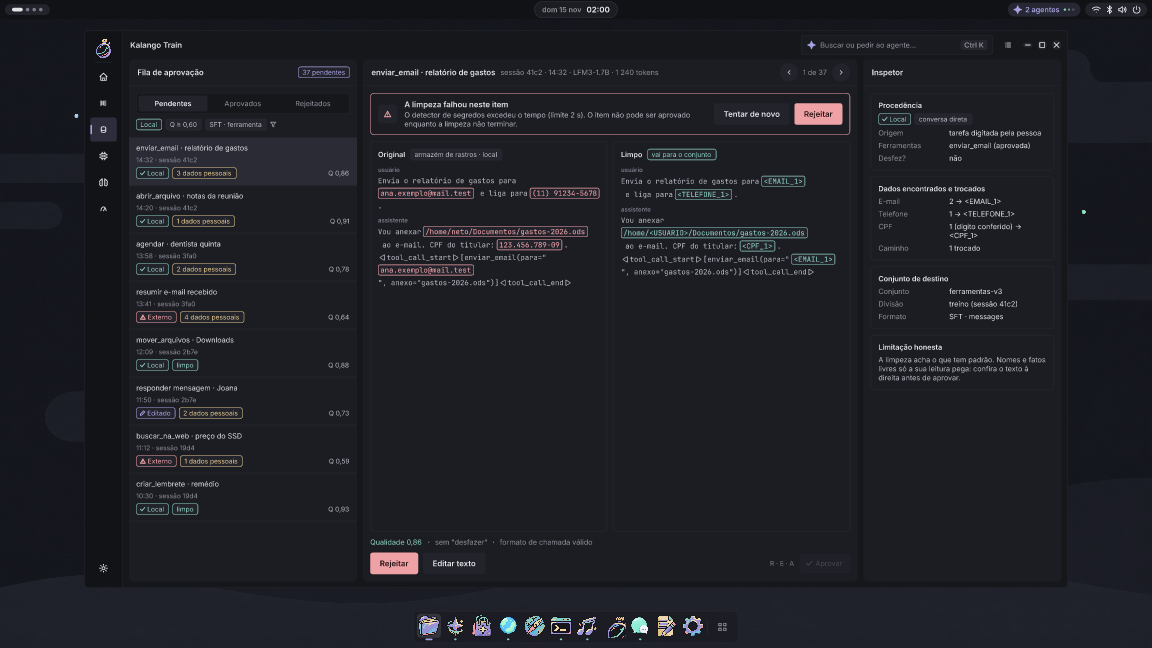 dom 15 nov 02:00
2 agentes
Kalango Train
Buscar ou pedir ao agente... Ctrl K
Fila de aprovação 37 pendentes
Pendentes Aprovados Rejeitados
Local Q ≥ 0,60 SFT · ferramenta
enviar_email · relatório de gastos
14:32 · sessão 41c2
Local 3 dados pessoais Q 0,86
abrir_arquivo · notas da reunião
14:20 · sessão 41c2
Local 1 dados pessoais Q 0,91
agendar · dentista quinta
13:58 · sessão 3fa0
Local 2 dados pessoais Q 0,78
resumir e-mail recebido
13:41 · sessão 3fa0
Externo 4 dados pessoais Q 0,64
mover_arquivos · Downloads
12:09 · sessão 2b7e
Local limpo Q 0,88
responder mensagem · Joana
11:50 · sessão 2b7e
Editado 2 dados pessoais Q 0,73
buscar_na_web · preço do SSD
11:12 · sessão 19d4
Externo 1 dados pessoais Q 0,59
criar_lembrete · remédio
10:30 · sessão 19d4
Local limpo Q 0,93
enviar_email · relatório de gastos sessão 41c2 · 14:32 · LFM3-1.7B · 1 240 tokens 1 de 37
A limpeza falhou neste item
O detector de segredos excedeu o tempo (limite 2 s). O item não pode ser aprovado
enquanto a limpeza não terminar.
Tentar de novo Rejeitar
Original armazém de rastros · local
usuário
Envia o relatório de gastos para
ana.exemplo@mail.test e liga para (11) 91234-5678
.
assistente
Vou anexar /home/neto/Documentos/gastos-2026.ods
ao e-mail. CPF do titular: 123.456.789-09 .
<|tool_call_start|>[enviar_email(para="
ana.exemplo@mail.test
", anexo="gastos-2026.ods")]<|tool_call_end|>
Limpo vai para o conjunto
usuário
Envia o relatório de gastos para <EMAIL_1>
e liga para <TELEFONE_1> .
assistente
Vou anexar
/home/<USUARIO>/Documentos/gastos-2026.ods
ao e-mail. CPF do titular: <CPF_1> .
<|tool_call_start|>[enviar_email(para=" <EMAIL_1>
", anexo="gastos-2026.ods")]<|tool_call_end|>
Qualidade 0,86 · sem "desfazer" · formato de chamada válido
Rejeitar Editar texto R · E · A Aprovar
Inspetor
Procedência
Local conversa direta
Origem tarefa digitada pela pessoa
Ferramentas enviar_email (aprovada)
Desfez? não
Dados encontrados e trocados
E-mail 2 → <EMAIL_1>
Telefone 1 → <TELEFONE_1>
CPF 1 (dígito conferido) →
<CPF_1>
Caminho 1 trocado
Conjunto de destino
Conjunto ferramentas-v3
Divisão treino (sessão 41c2)
Formato SFT · messages
Limitação honesta
A limpeza acha o que tem padrão. Nomes e fatos
livres só a sua leitura pega: confira o texto à
direita antes de aprovar.